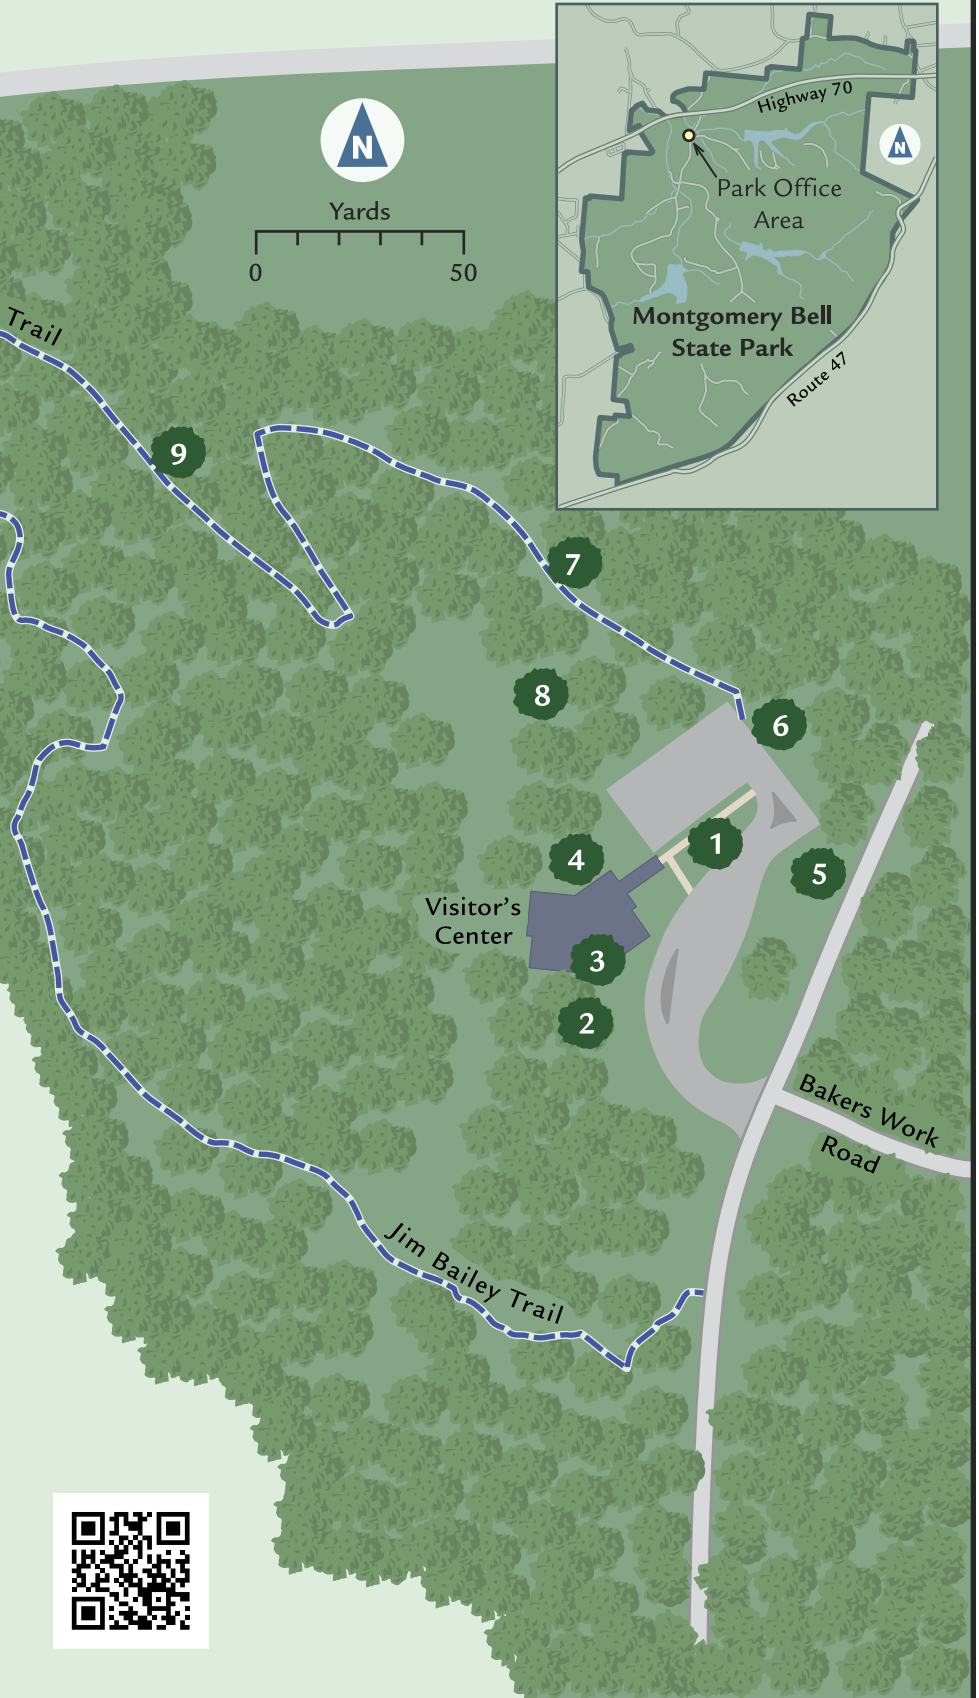 Highway 70
N
Park Office
Area
Montgomery Bell
State Park
Route 47
N
Yards
0 50
Trail
9
7
8
6
1
4
5
Visitor's
Center
3
2
Bakers Work
Road
Jim Bailey Trail